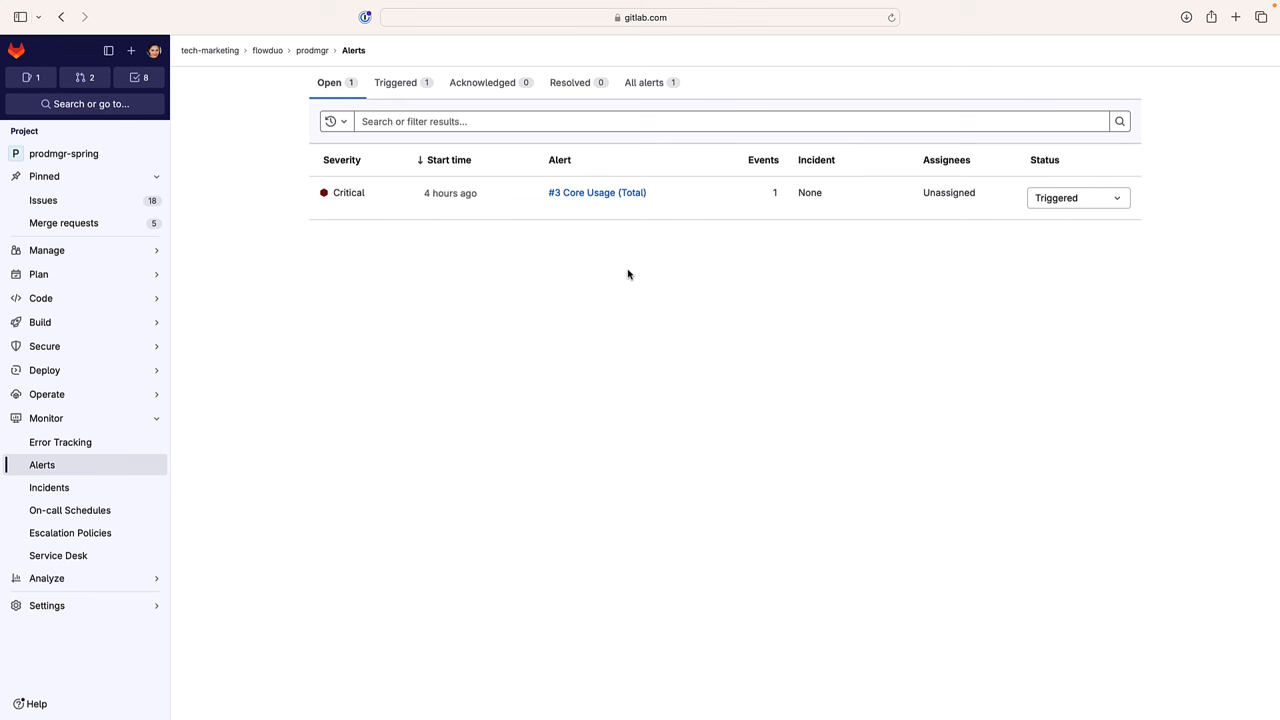 gitlab.com
tech-marketing › flowduo › prodmgr › Alerts
1 2 8
Search or go to...
Project
P prodmgr-spring
Pinned
Issues 18
Merge requests 5
Manage
Plan
Code
Build
Secure
Deploy
Operate
Monitor
Error Tracking
Alerts
Incidents
On-call Schedules
Escalation Policies
Service Desk
Analyze
Settings
Help
Open 1 Triggered 1 Acknowledged 0 Resolved 0 All alerts 1
Search or filter results...
Severity ↓ Start time Alert Events Incident Assignees Status
Critical 4 hours ago #3 Core Usage (Total) 1 None Unassigned Triggered